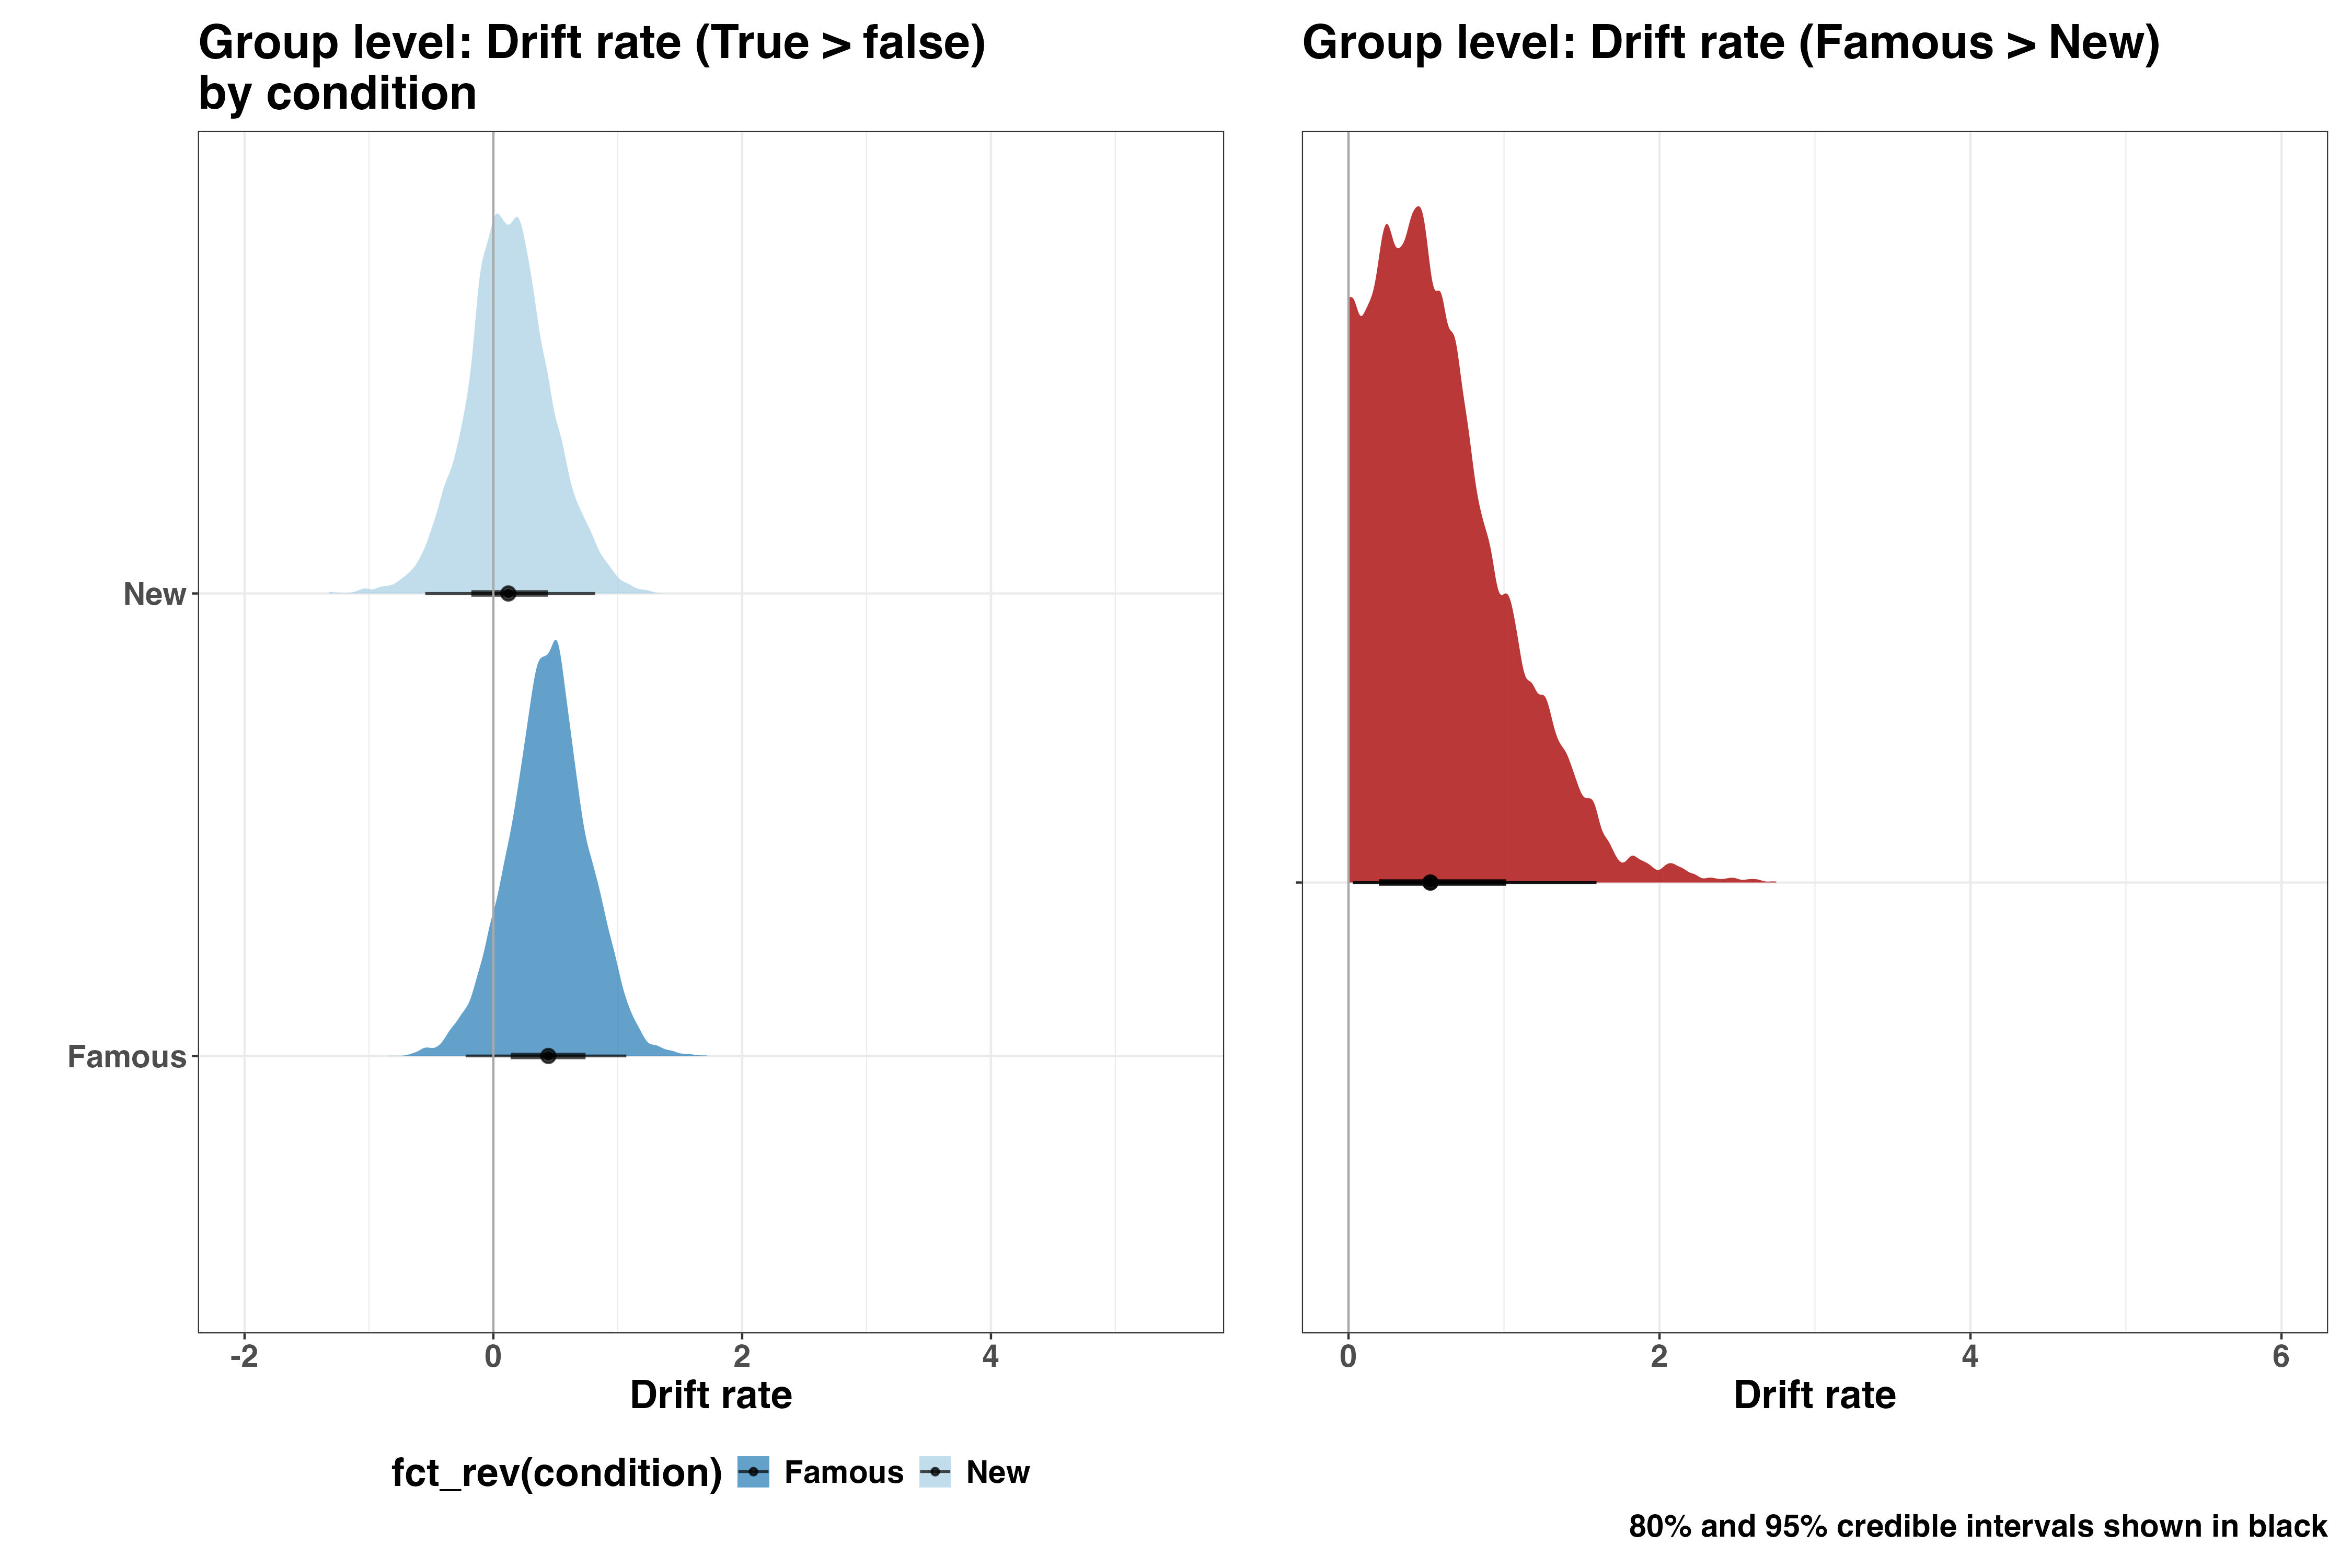 Group level: Drift rate (True > false)
by condition
Group level: Drift rate (Famous > New)
New
Famous
-2
0
2
4
Drift rate
0
2
4
6
Drift rate
fct_rev(condition) Famous New
80% and 95% credible intervals shown in black